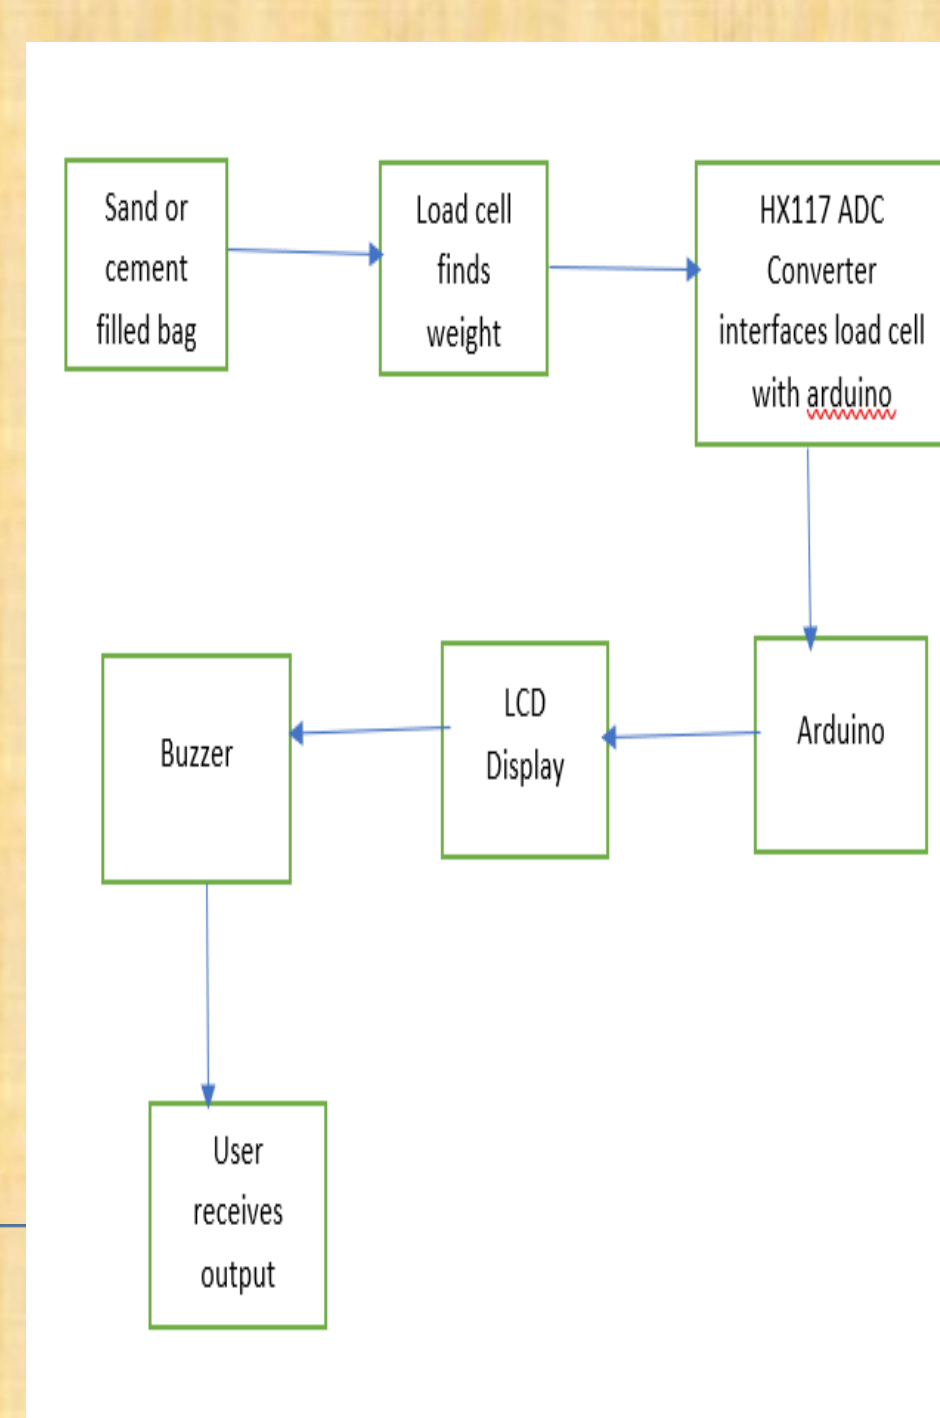 Sand or
cement
filled bag
Load cell
finds
weight
HX117 ADC
Converter
interfaces load cell
with arduino
Arduino
LCD
Display
Buzzer
User
receives
output